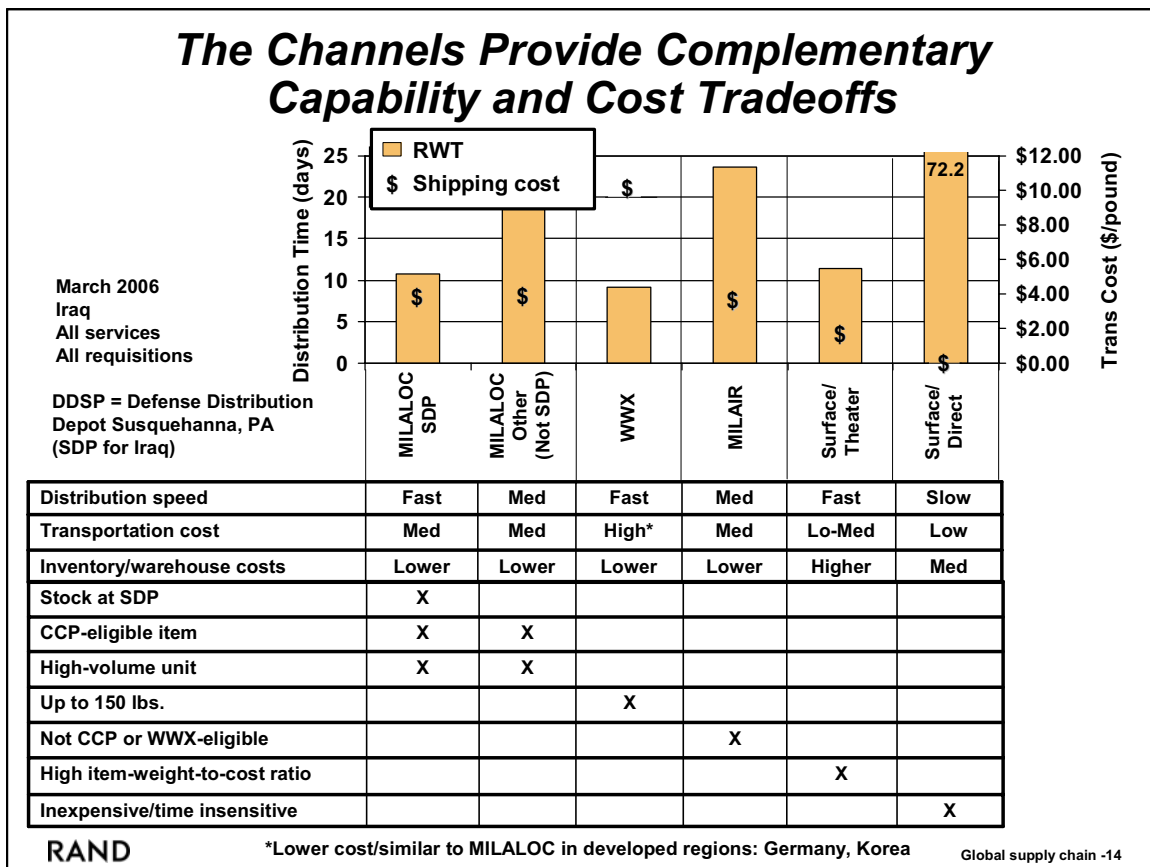 The Channels Provide Complementary
Capability and Cost Tradeoffs
RWT
$ Shipping cost
Distribution Time (days)
25
20
15
10
5
0
$
$
$
$
$
$
72.2
$12.00
$10.00
$8.00
$6.00
$4.00
$2.00
$0.00
Trans Cost ($/pound)
March 2006
Iraq
All services
All requisitions
DDSP = Defense Distribution
Depot Susquehanna, PA
(SDP for Iraq)
MILALOC
SDP
MILALOC
Other
(Not SDP)
WWX
MILAIR
Surface/
Theater
Surface/
Direct
Distribution speed Fast Med Fast Med Fast Slow
Transportation cost Med Med High* Med Lo-Med Low
Inventory/warehouse costs Lower Lower Lower Lower Higher Med
Stock at SDP X
CCP-eligible item X X
High-volume unit X X
Up to 150 lbs. X
Not CCP or WWX-eligible X
High item-weight-to-cost ratio X
Inexpensive/time insensitive X
RAND
*Lower cost/similar to MILALOC in developed regions: Germany, Korea
Global supply chain -14